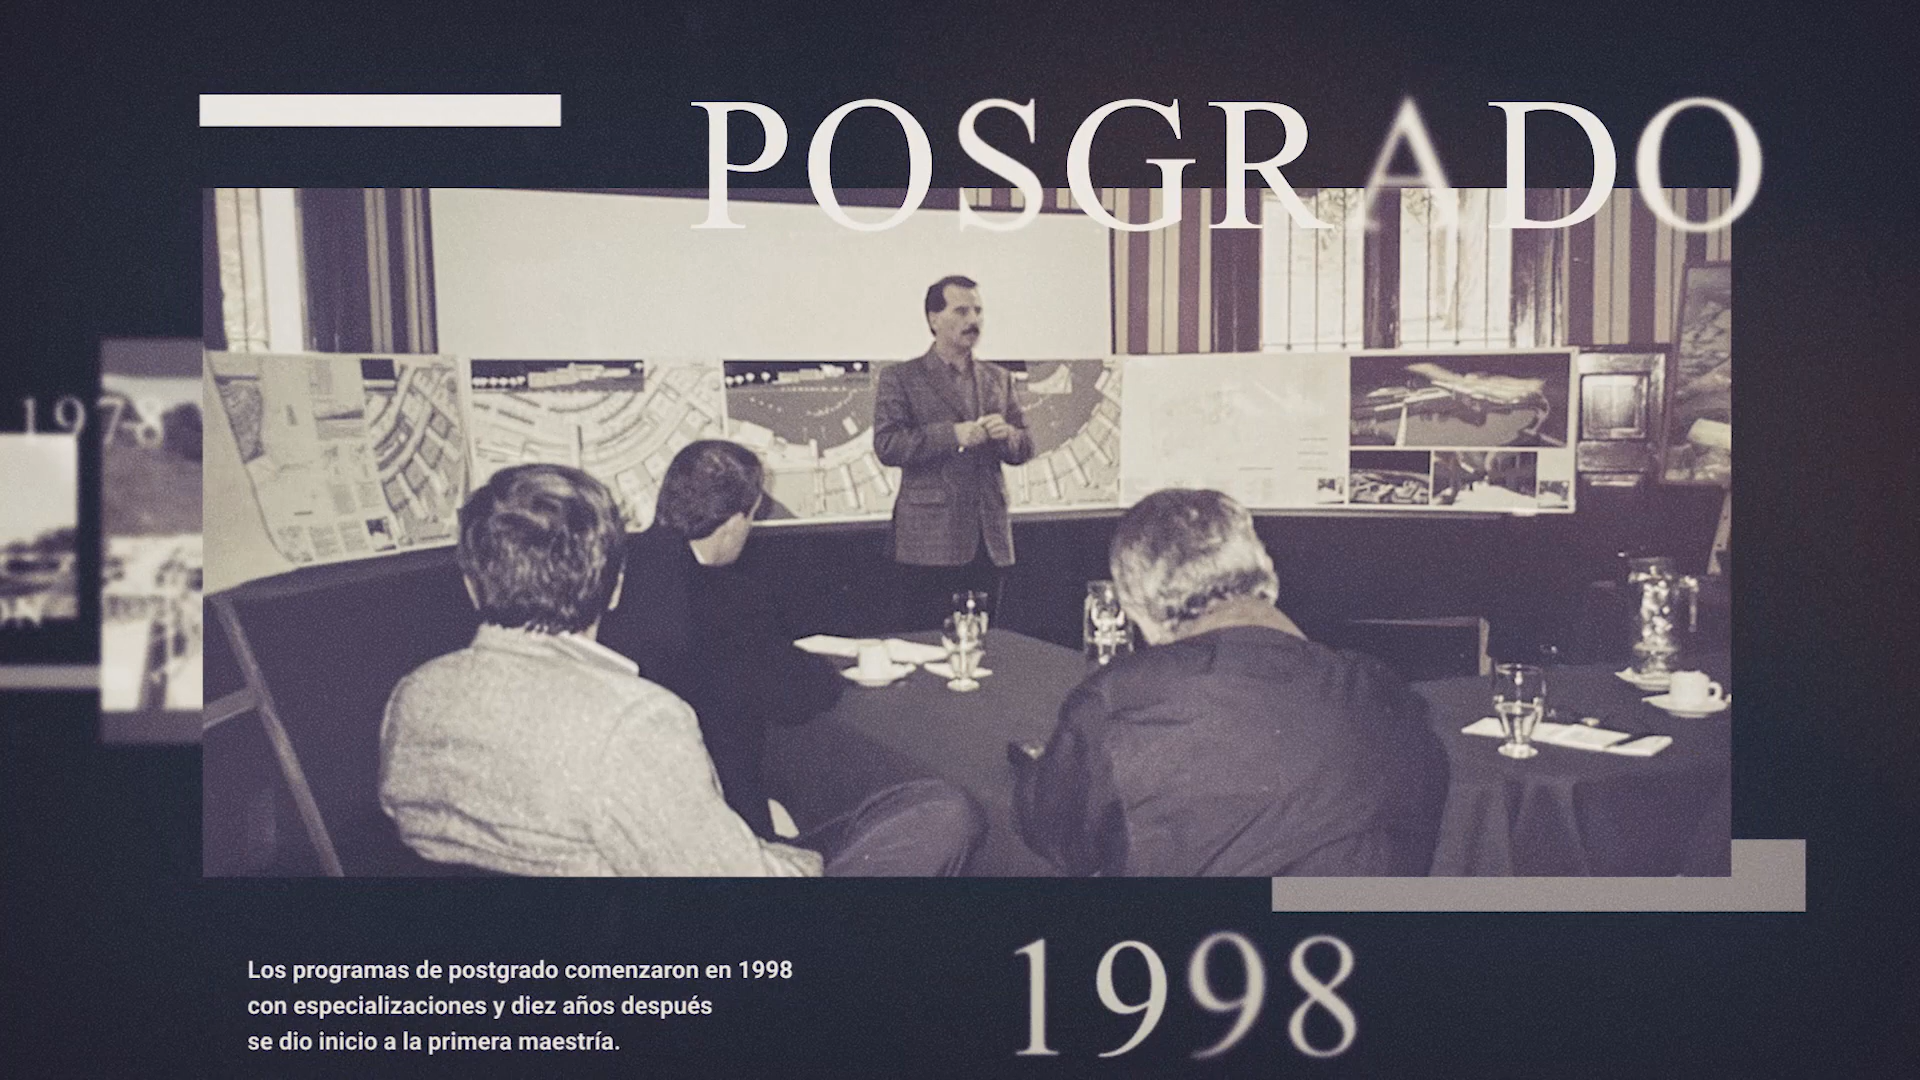 POSGRADO
1978
Los programas de postgrado comenzaron en 1998
con especializaciones y diez años después
se dio inicio a la primera maestría.
1998